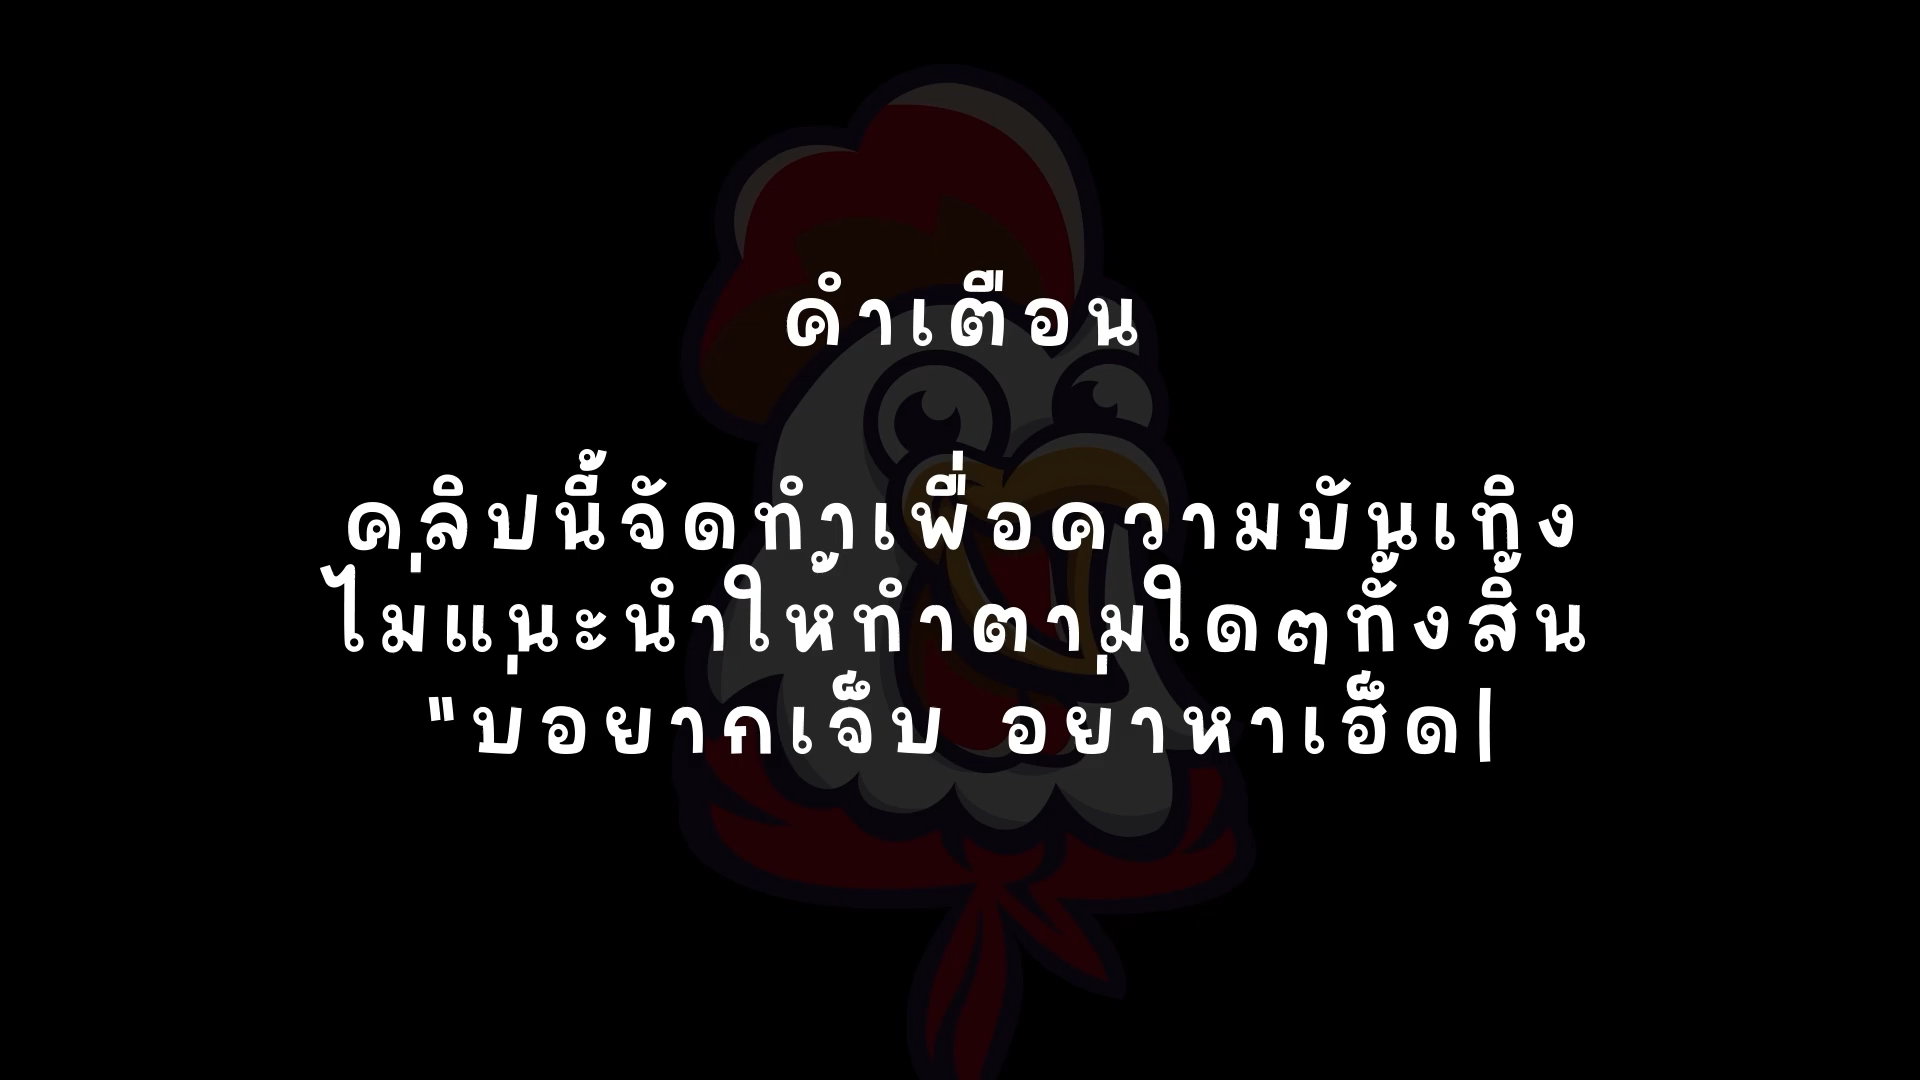 คำเตือน
คลิปนี้จัดทำเพื่อความบันเทิง
ไม่แนะนำให้ทำตามใดๆทั้งสิ้น
"บ่อยากเจ็บ อย่าหาเฮ็ด|